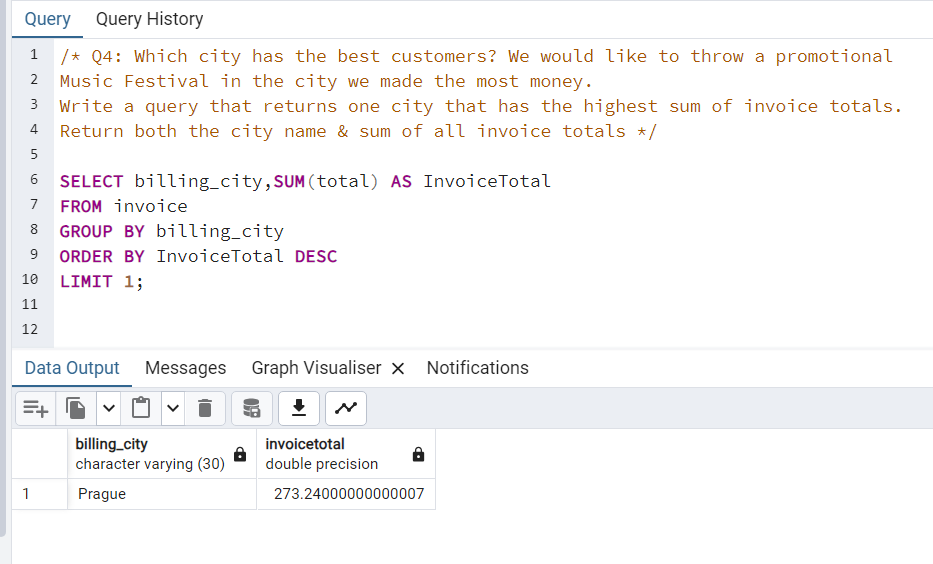 Query Query History
1 /* Q4: Which city has the best customers? We would like to throw a promotional
2 Music Festival in the city we made the most money.
3 Write a query that returns one city that has the highest sum of invoice totals.
4 Return both the city name & sum of all invoice totals */
5
6 SELECT billing_city,SUM(total) AS InvoiceTotal
7 FROM invoice
8 GROUP BY billing_city
9 ORDER BY InvoiceTotal DESC
10 LIMIT 1;
11
12
Data Output Messages Graph Visualiser Notifications
billing_city invoicetotal
character varying (30) double precision
1 Prague 273.24000000000007